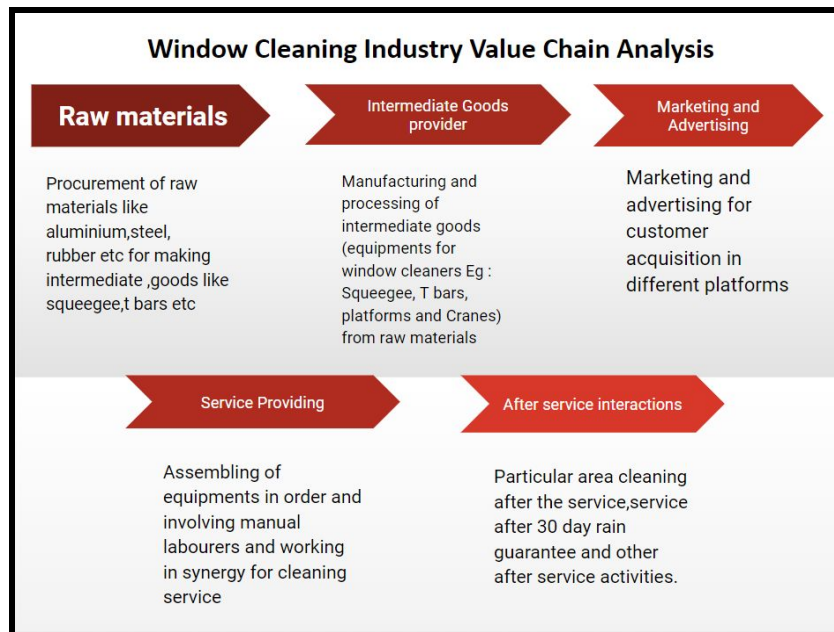 Window Cleaning Industry Value Chain Analysis
Raw materials
Intermediate Goods
provider
Marketing and
Advertising
Procurement of raw
materials like
aluminium,steel,
rubber etc for making
intermediate ,goods like
squeegee,t bars etc
Manufacturing and
processing of
intermediate goods
(equipments for
window cleaners Eg :
Squeegee, T bars,
platforms and Cranes)
from raw materials
Marketing and
advertising for
customer
acquisition in
different platforms
Service Providing
After service interactions
Assembling of
equipments in order and
involving manual
labourers and working
in synergy for cleaning
service
Particular area cleaning
after the service,service
after 30 day rain
guarantee and other
after service activities.